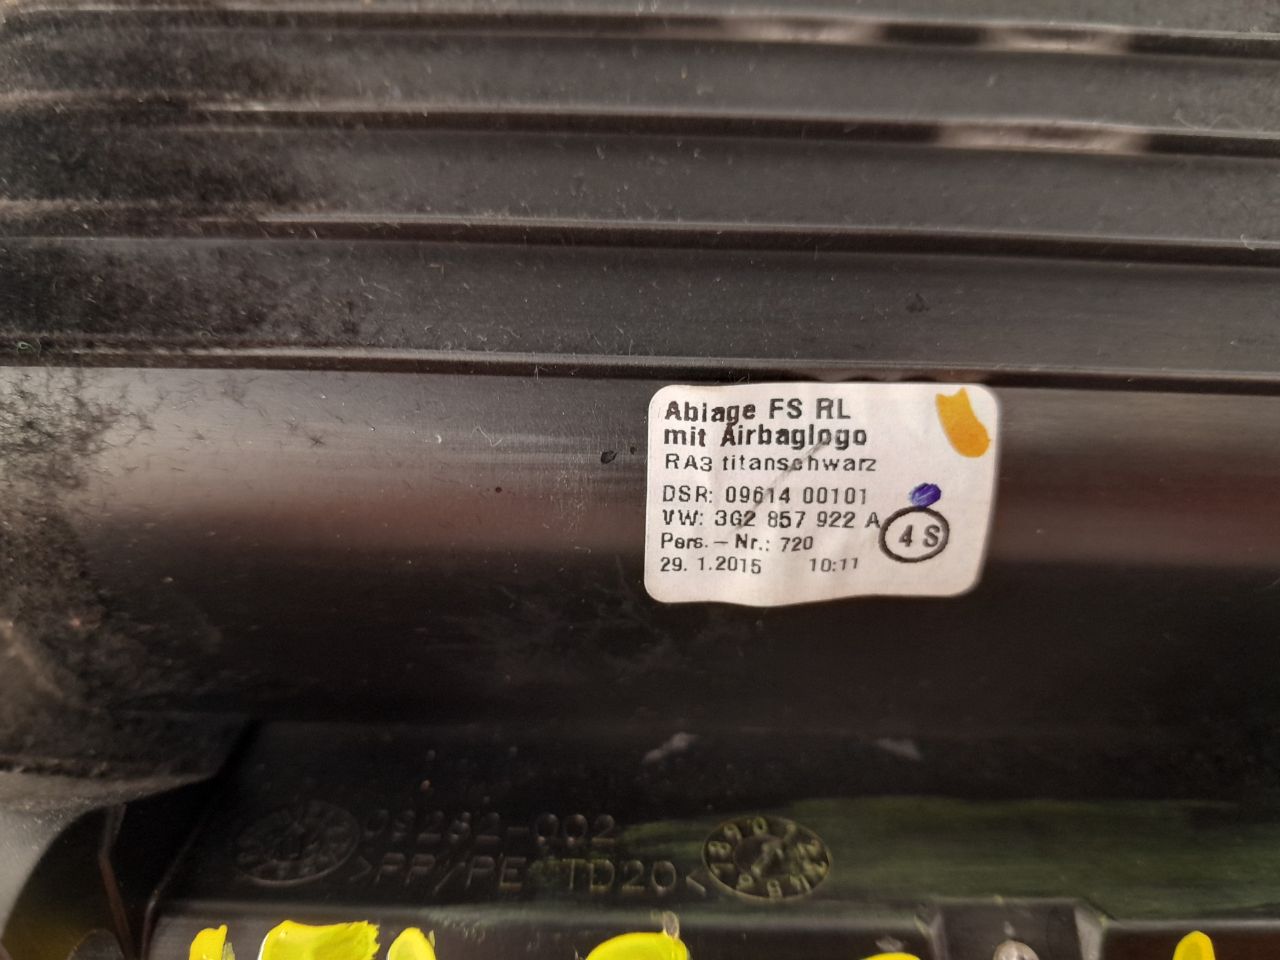 Ablage FS RL
mit Airbaglogo
RA3 titanschwarz
DSR: 09614 00101
VW: 3G2 857 922 A
4 S
Pers. - Nr.: 720
29. 1.2015 10:11
-002
>PP/PE-TD20<